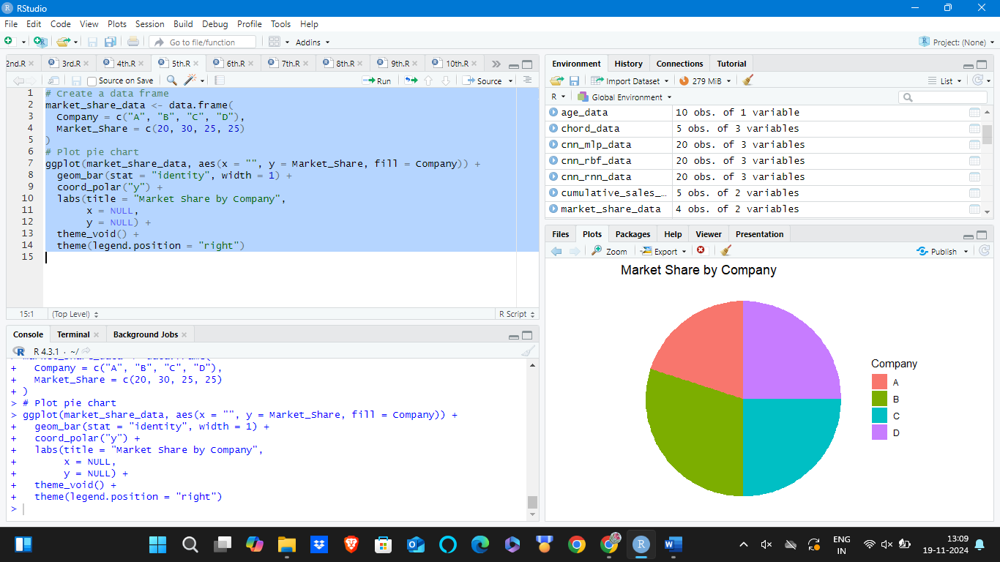 RStudio
File Edit Code View Plots Session Build Debug Profile Tools Help
Go to file/function
Addins
Project: (None)
2nd.R 3rd.R 4th.R 5th.R 6th.R 7th.R 8th.R 9th.R 10th.R
Source on Save Run Source
1 # Create a data frame
2 market_share_data <- data.frame(
3 Company = c("A", "B", "C", "D"),
4 Market_Share = c(20, 30, 25, 25)
5 )
6 # Plot pie chart
7 ggplot(market_share_data, aes(x = "", y = Market_Share, fill = Company)) +
8 geom_bar(stat = "identity", width = 1) +
9 coord_polar("y") +
10 labs(title = "Market Share by Company",
11 x = NULL,
12 y = NULL) +
13 theme_void() +
14 theme(legend.position = "right")
15
15:1 (Top Level) R Script
Console Terminal Background Jobs
R 4.3.1 · ~/
+ Company = c("A", "B", "C", "D"),
+ Market_Share = c(20, 30, 25, 25)
+ )
> # Plot pie chart
> ggplot(market_share_data, aes(x = "", y = Market_Share, fill = Company)) +
+ geom_bar(stat = "identity", width = 1) +
+ coord_polar("y") +
+ labs(title = "Market Share by Company",
+ x = NULL,
+ y = NULL) +
+ theme_void() +
+ theme(legend.position = "right")
>
Environment History Connections Tutorial
Import Dataset 279 MiB List
R Global Environment
age_data 10 obs. of 1 variable
chord_data 5 obs. of 3 variables
cnn_mlp_data 20 obs. of 3 variables
cnn_rbf_data 20 obs. of 3 variables
cnn_rnn_data 20 obs. of 3 variables
cumulative_sales_... 5 obs. of 2 variables
market_share_data 4 obs. of 2 variables
Files Plots Packages Help Viewer Presentation
Zoom Export Publish
Market Share by Company
Company
A
B
C
D
ENG
IN
13:09
19-11-2024